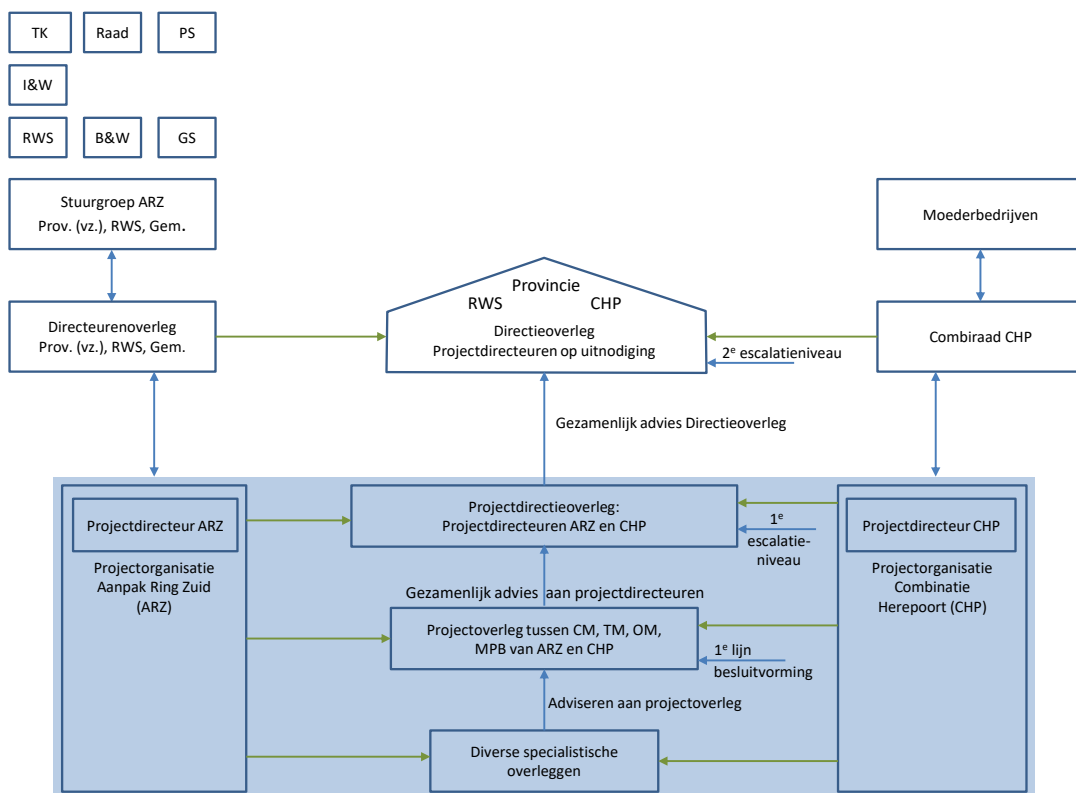 TK
Raad
PS
I&W
RWS
B&W
GS
Stuurgroep ARZ
Prov. (vz.), RWS, Gem.
Moederbedrijven
Directeurenoverleg
Prov. (vz.), RWS, Gem.
Provincie
RWS CHP
Directieoverleg
Projectdirecteuren op uitnodiging
Combiraad CHP
2e escalatieniveau
Gezamenlijk advies Directieoverleg
Projectdirecteur ARZ
Projectorganisatie
Aanpak Ring Zuid
(ARZ)
Projectdirectieoverleg:
Projectdirecteuren ARZ en CHP
1e
escalatie-
niveau
Projectdirecteur CHP
Projectorganisatie
Combinatie
Herepoort (CHP)
Gezamenlijk advies aan projectdirecteuren
Projectoverleg tussen CM, TM, OM,
MPB van ARZ en CHP
1e lijn
besluitvorming
Adviseren aan projectoverleg
Diverse specialistische
overleggen